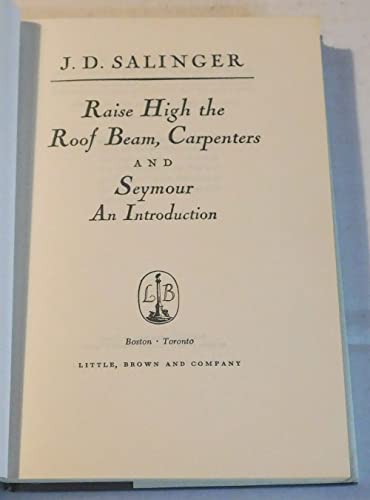 J. D. SALINGER
Raise High the
Roof Beam, Carpenters
AND
Seymour
An Introduction
L B
Boston · Toronto
LITTLE, BROWN AND COMPANY